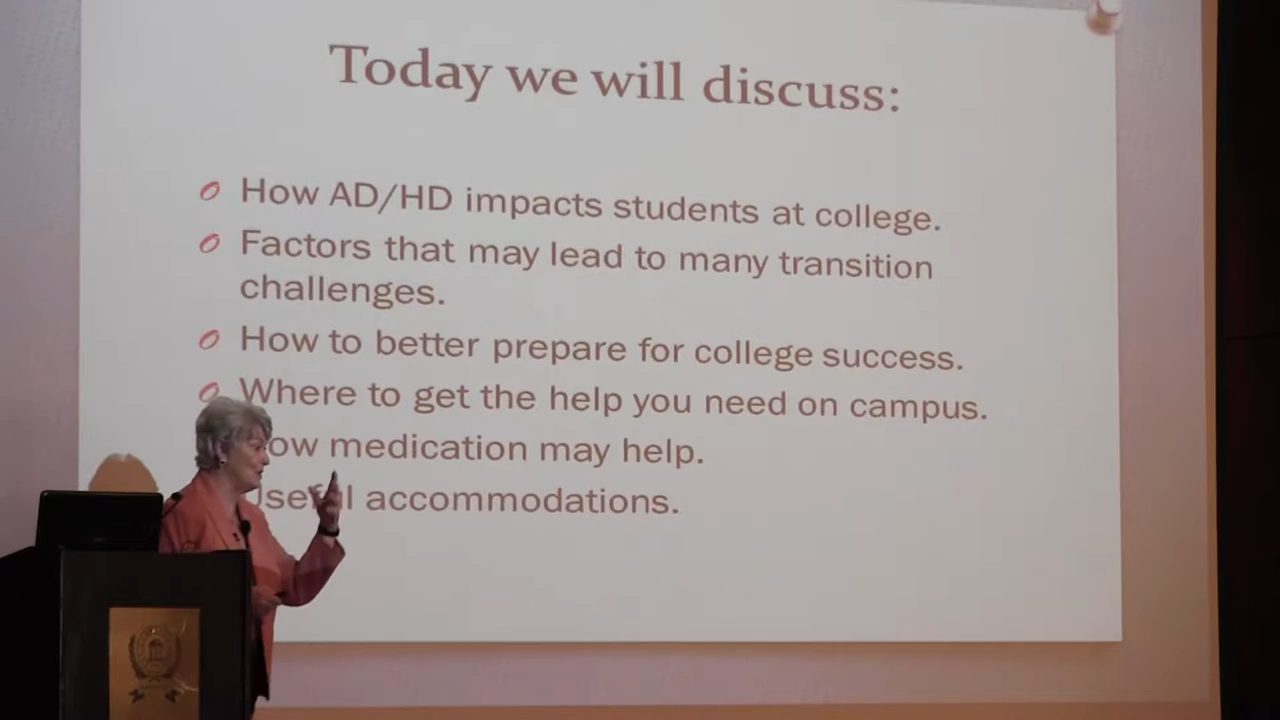 Today we will discuss:
How AD/HD impacts students at college.
Factors that may lead to many transition
challenges.
How to better prepare for college success.
Where to get the help you need on campus.
ow medication may help.
Useful accommodations.